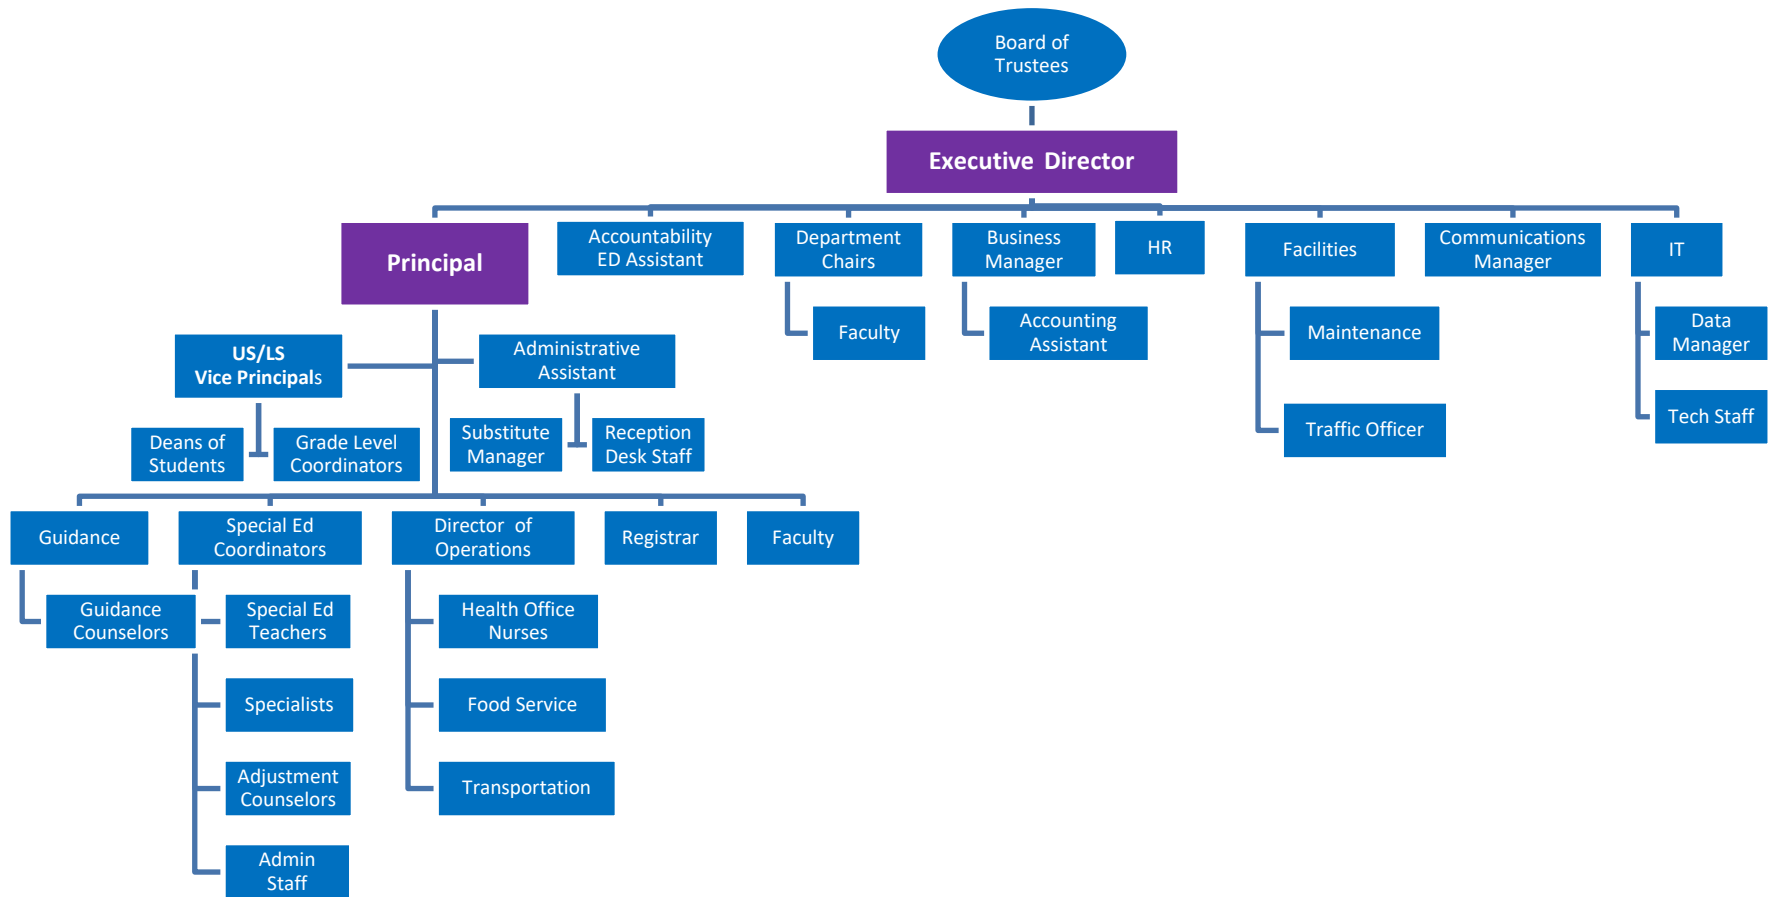 Board of
Trustees
Executive Director
Principal
Accountability
ED Assistant
Department
Chairs
Business
Manager
HR
Facilities
Communications
Manager
IT
Faculty
Accounting
Assistant
Maintenance
Data
Manager
Traffic Officer
Tech Staff
US/LS
Vice Principals
Administrative
Assistant
Deans of
Students
Grade Level
Coordinators
Substitute
Manager
Reception
Desk Staff
Guidance
Special Ed
Coordinators
Director of
Operations
Registrar
Faculty
Guidance
Counselors
Special Ed
Teachers
Health Office
Nurses
Specialists
Food Service
Adjustment
Counselors
Transportation
Admin
Staff